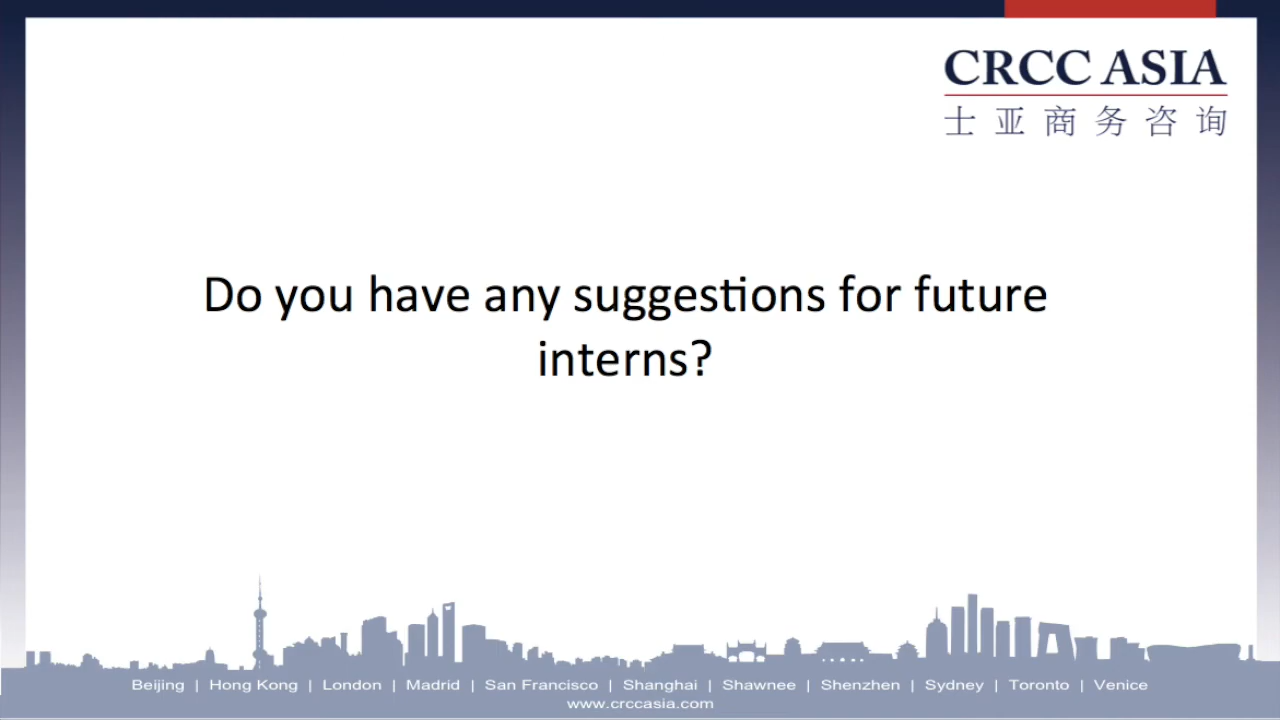 CRCC ASIA
士亚商务咨询
Do you have any suggestions for future
interns?
Beijing | Hong Kong | London | Madrid | San Francisco | Shanghai | Shawnee | Shenzhen | Sydney | Toronto | Venice
www.crccasia.com